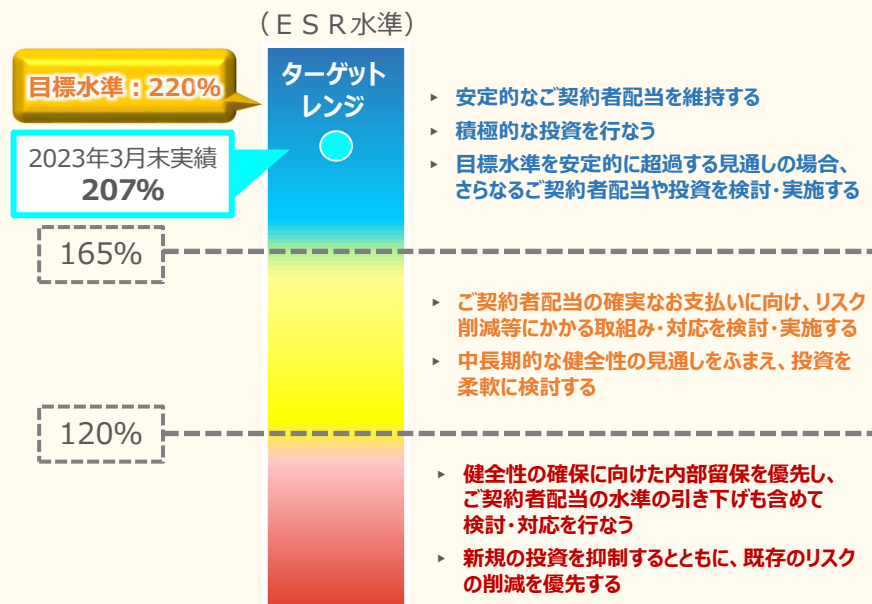 （ＥＳＲ水準）
ターゲット
レンジ
目標水準：220%
2023年3月末実績
207%
▸ 安定的なご契約者配当を維持する
▸ 積極的な投資を行なう
▸ 目標水準を安定的に超過する見通しの場合、
さらなるご契約者配当や投資を検討・実施する
165%
▸ ご契約者配当の確実なお支払いに向け、リスク
削減等にかかる取組み・対応を検討・実施する
▸ 中長期的な健全性の見通しをふまえ、投資を
柔軟に検討する
120%
▸ 健全性の確保に向けた内部留保を優先し、
ご契約者配当の水準の引き下げも含めて
検討・対応を行なう
▸ 新規の投資を抑制するとともに、既存のリスク
の削減を優先する